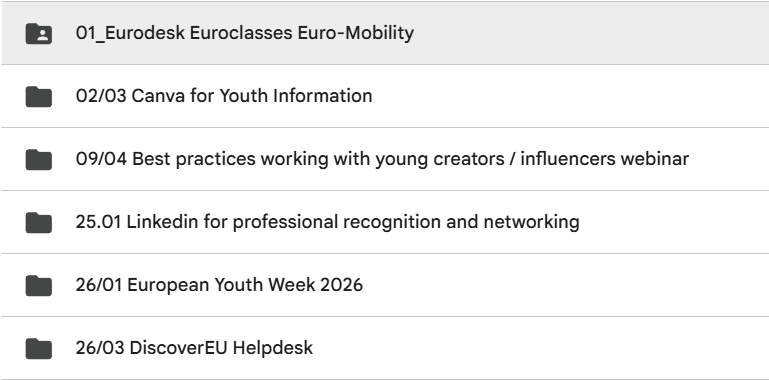 01_Eurodesk Euroclasses Euro-Mobility
02/03 Canva for Youth Information
09/04 Best practices working with young creators / influencers webinar
25.01 Linkedin for professional recognition and networking
26/01 European Youth Week 2026
26/03 DiscoverEU Helpdesk